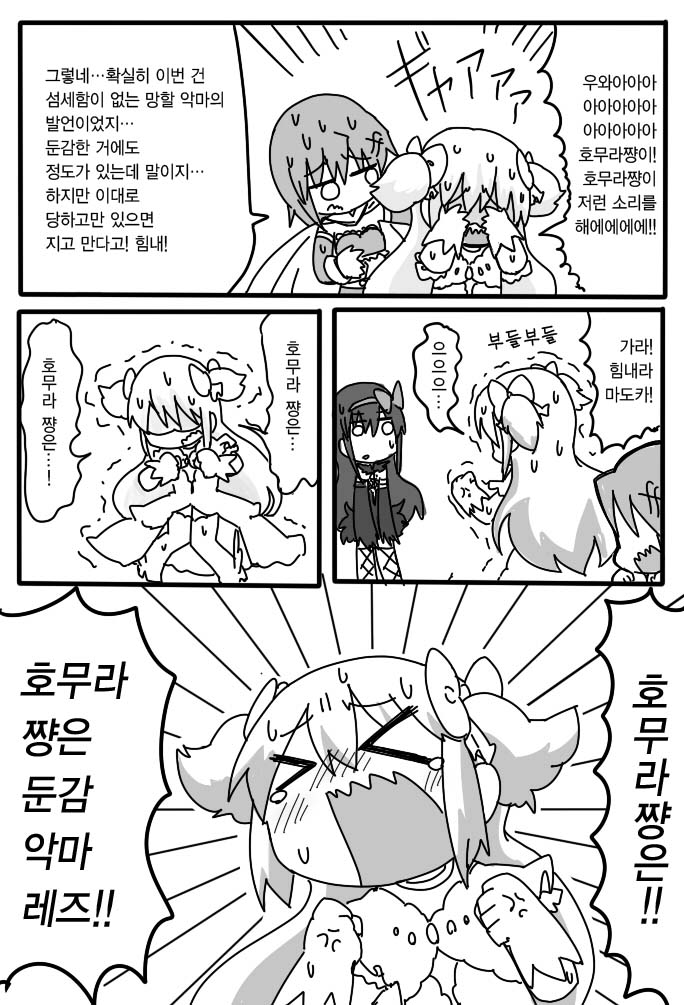 우와아아아
아아아아아
아아아아아
호무라쨩이!
호무라쨩이
저런 소리를
해에에에에!!
ギャアアアア
그렇네…확실히 이번 건
섬세함이 없는 망할 악마의
발언이었지…
둔감한 거에도
정도가 있는데 말이지…
하지만 이대로
당하고만 있으면
지고 만다고! 힘내!
가라!
힘내라
마도카!
부들부들
으으으…
호무라 쨩은…
호무라 쨩은…!
호무라쨩은!!
호무라
쨩은
둔감
악마
레즈!!